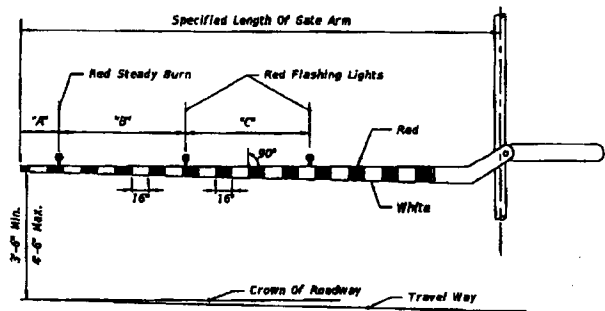 Specified Length Of Gate Arm
Red Steady Burn
Red Flashing Lights
"A"
"B"
"C"
90°
Red
16"
16"
White
3'-6" Min.
4'-6" Max.
Crown Of Roadway
Travel Way